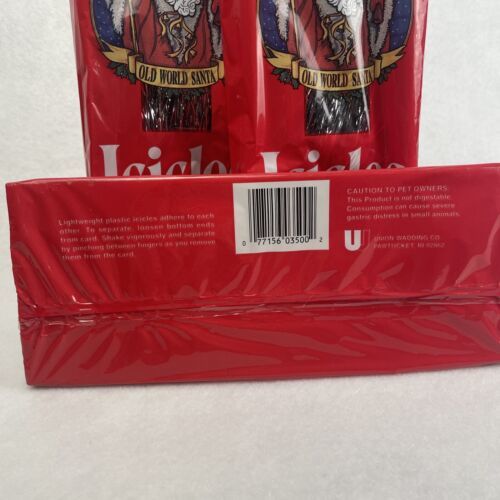 OLD WORLD SANTA
OLD WORLD SANTA
Icicles
Icicles
Lightweight plastic icicles adhere to each
other. To separate, loosen bottom ends
from card. Shake vigorously and separate
by pinching between fingers as you remove
them from the card.
0 77156 03500 2
CAUTION TO PET OWNERS:
This Product is not digestable.
Consumption can cause severe
gastric distress in small animals.
U
UNION WADDING CO.
PAWTUCKET, RI 02862